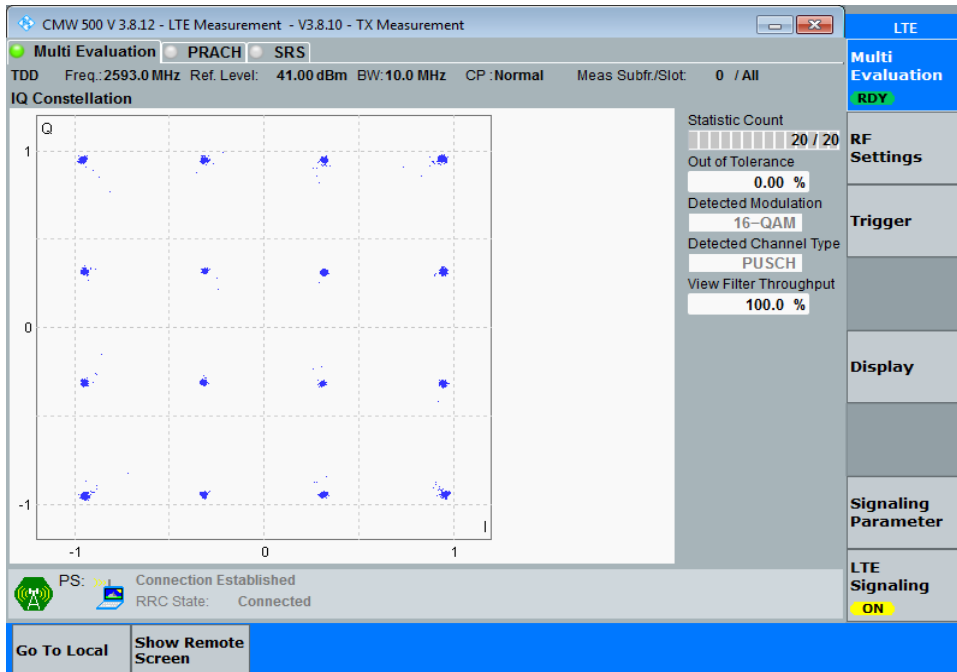 CMW 500 V 3.8.12 - LTE Measurement - V3.8.10 - TX Measurement
LTE
Multi Evaluation PRACH SRS
Multi
Evaluation
RDY
TDD Freq.:2593.0 MHz Ref. Level: 41.00 dBm BW:10.0 MHz CP :Normal Meas Subfr./Slot: 0 / All
IQ Constellation
Q
1
0
-1
-1
0
1
I
Statistic Count
20 / 20
Out of Tolerance
0.00 %
Detected Modulation
16-QAM
Detected Channel Type
PUSCH
View Filter Throughput
100.0 %
RF
Settings
Trigger
Display
Signaling
Parameter
LTE
Signaling
ON
PS: Connection Established
RRC State: Connected
Go To Local
Show Remote
Screen